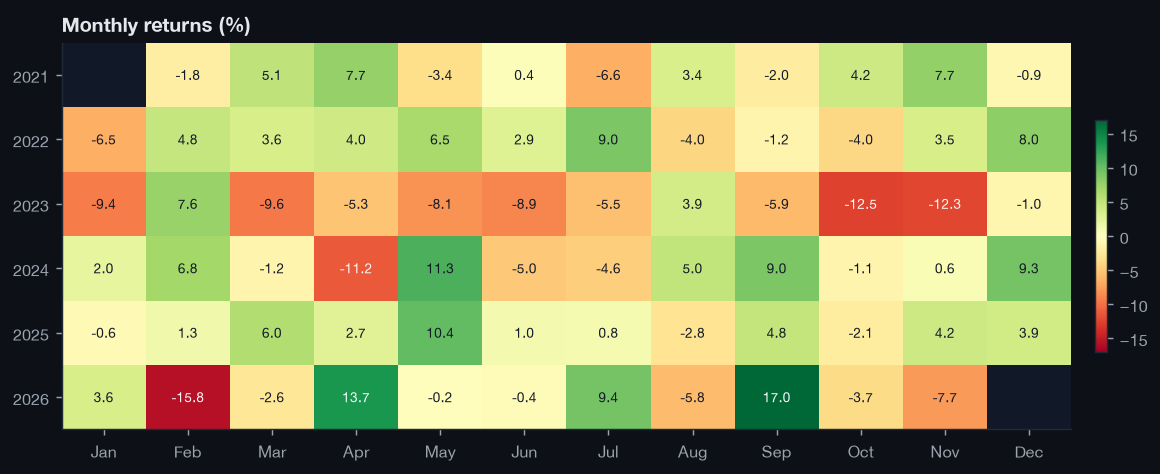 Monthly returns (%)
2021 -1.8 5.1 7.7 -3.4 0.4 -6.6 3.4 -2.0 4.2 7.7 -0.9
2022 -6.5 4.8 3.6 4.0 6.5 2.9 9.0 -4.0 -1.2 -4.0 3.5 8.0
2023 -9.4 7.6 -9.6 -5.3 -8.1 -8.9 -5.5 3.9 -5.9 -12.5 -12.3 -1.0
2024 2.0 6.8 -1.2 -11.2 11.3 -5.0 -4.6 5.0 9.0 -1.1 0.6 9.3
2025 -0.6 1.3 6.0 2.7 10.4 1.0 0.8 -2.8 4.8 -2.1 4.2 3.9
2026 3.6 -15.8 -2.6 13.7 -0.2 -0.4 9.4 -5.8 17.0 -3.7 -7.7
Jan Feb Mar Apr May Jun Jul Aug Sep Oct Nov Dec
15
10
5
0
−5
−10
−15